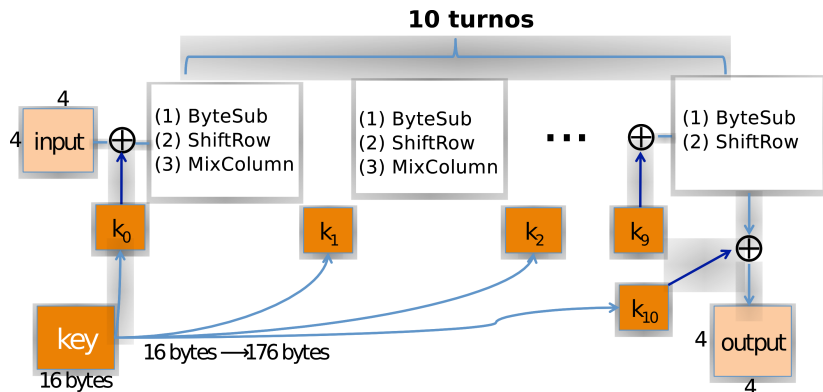 10 turnos
4
4
input
(1) ByteSub
(2) ShiftRow
(3) MixColumn
(1) ByteSub
(2) ShiftRow
(3) MixColumn
...
(1) ByteSub
(2) ShiftRow
k0
k1
k2
k9
k10
key
16 bytes
16 bytes ⟶176 bytes
4
output
4